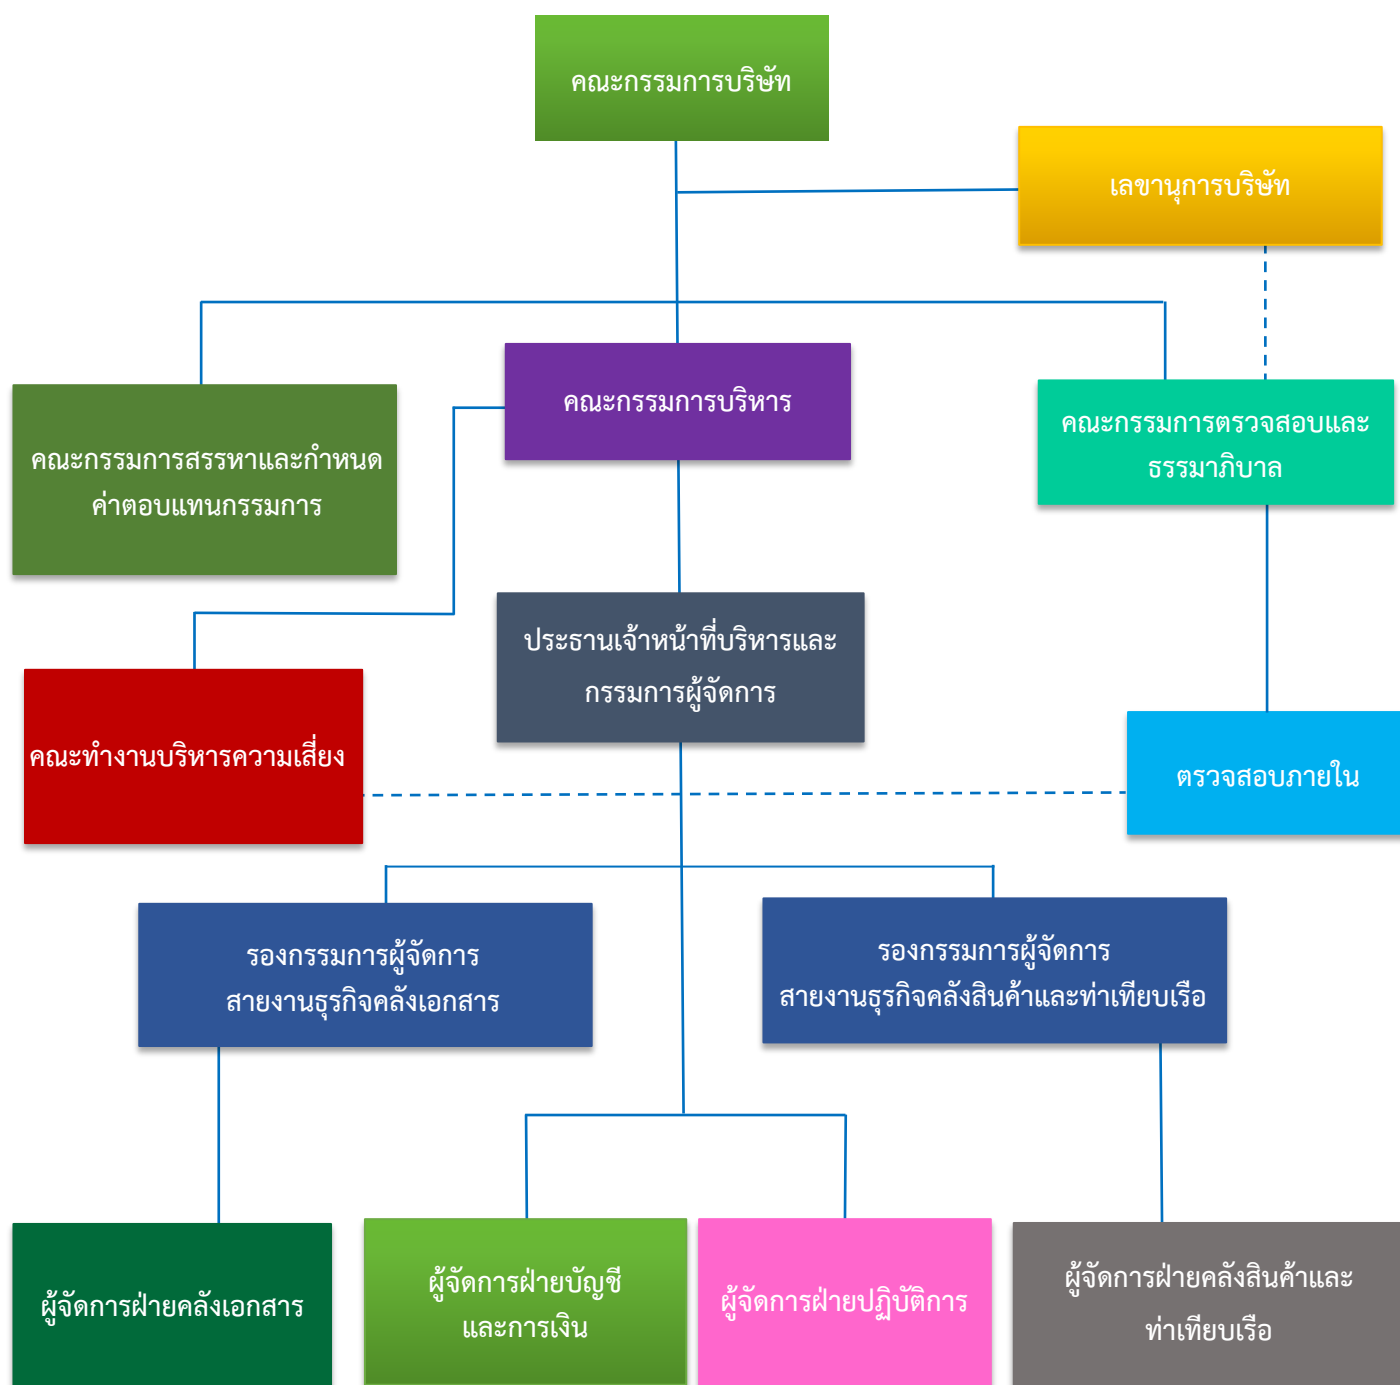 คณะกรรมการบริษัท
เลขานุการบริษัท
คณะกรรมการบริหาร
คณะกรรมการตรวจสอบและ
ธรรมาภิบาล
คณะกรรมการสรรหาและกำหนด
ค่าตอบแทนกรรมการ
ประธานเจ้าหน้าที่บริหารและ
กรรมการผู้จัดการ
คณะทำงานบริหารความเสี่ยง
ตรวจสอบภายใน
รองกรรมการผู้จัดการ
สายงานธุรกิจคลังเอกสาร
รองกรรมการผู้จัดการ
สายงานธุรกิจคลังสินค้าและท่าเทียบเรือ
ผู้จัดการฝ่ายคลังเอกสาร
ผู้จัดการฝ่ายบัญชี
และการเงิน
ผู้จัดการฝ่ายปฏิบัติการ
ผู้จัดการฝ่ายคลังสินค้าและ
ท่าเทียบเรือ